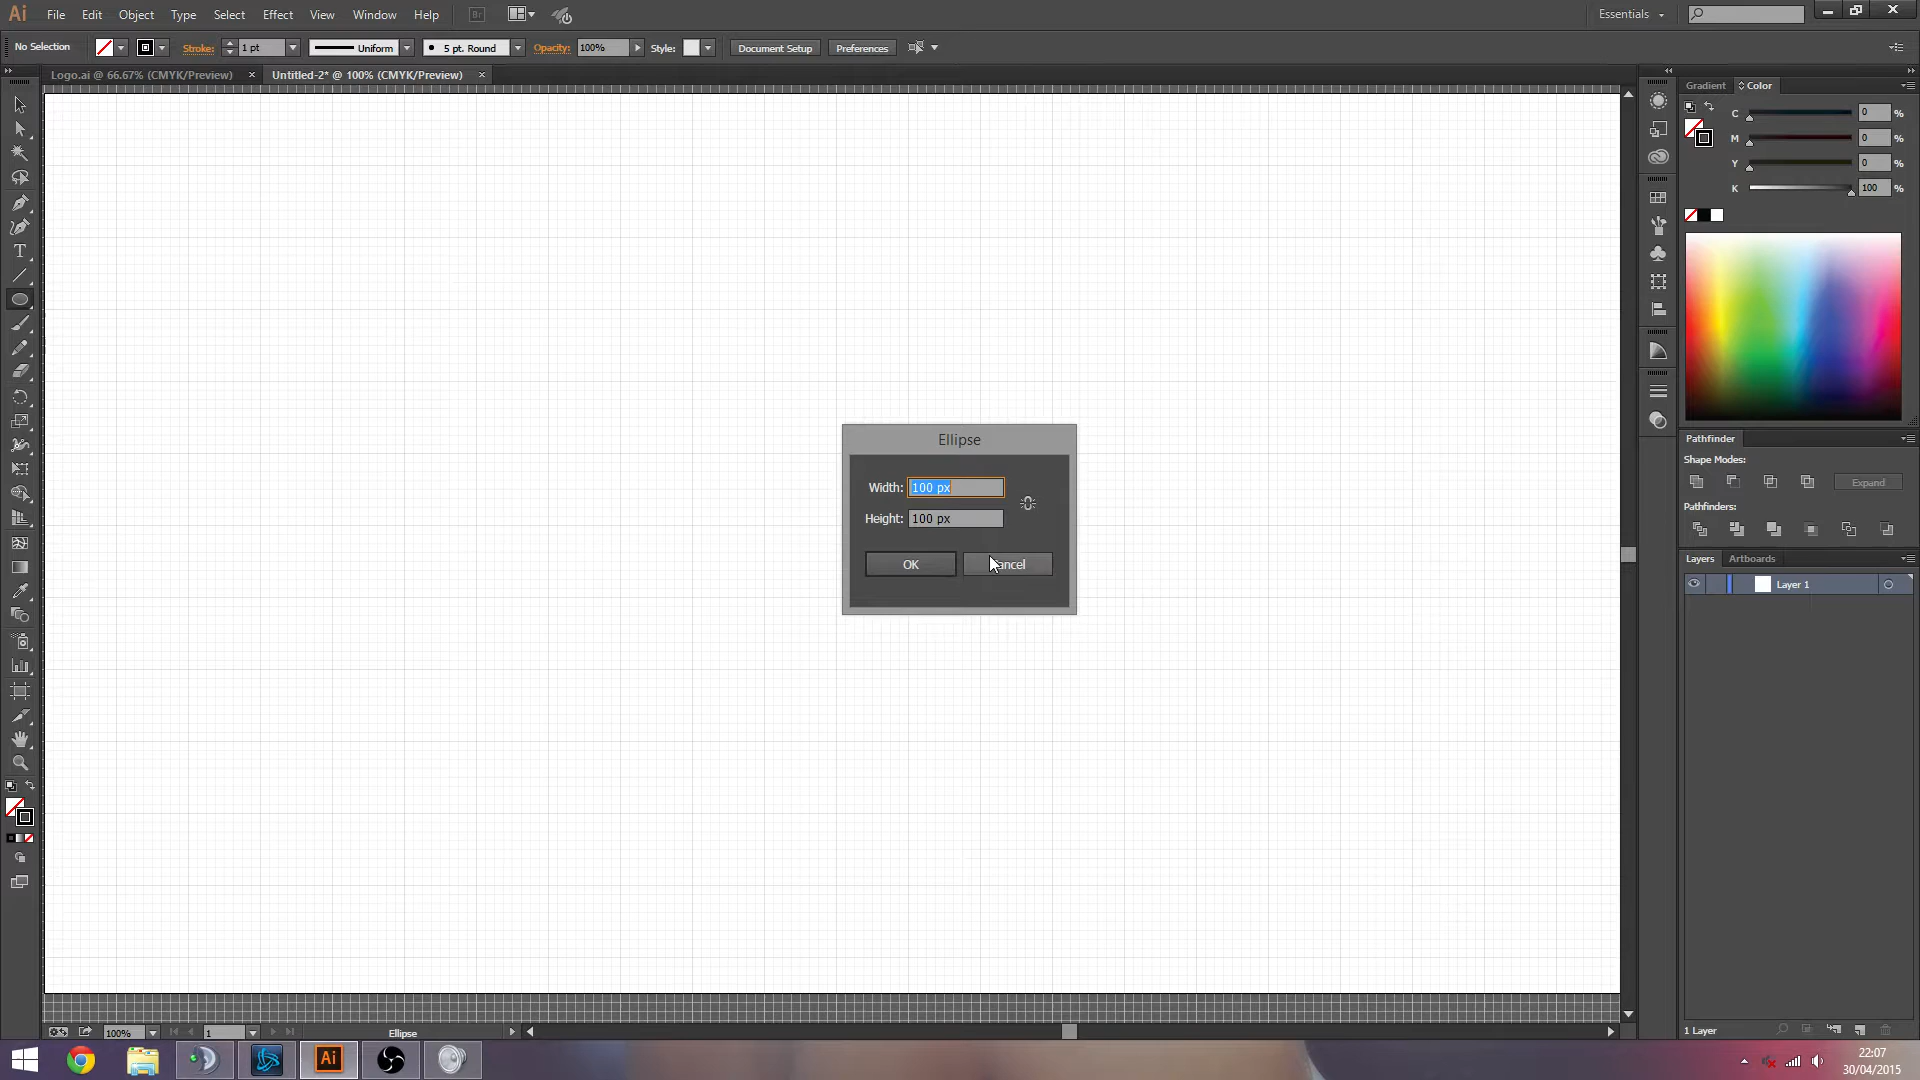 Ai File Edit Object Type Select Effect View Window Help Br Essentials
No Selection Stroke: 1 pt Uniform 5 pt. Round Opacity: 100% Style: Document Setup Preferences
Logo.ai @ 66.67% (CMYK/Preview) × Untitled-2* @ 100% (CMYK/Preview) ×
Gradient Color
C 0 %
M 0 %
Y 0 %
K 100 %
Ellipse
Width: 100 px
Height: 100 px
OK Cancel
Pathfinder
Shape Modes:
Expand
Pathfinders:
Layers Artboards
Layer 1
1 Layer
100% 1 Ellipse
Ai
22:07
30/04/2015